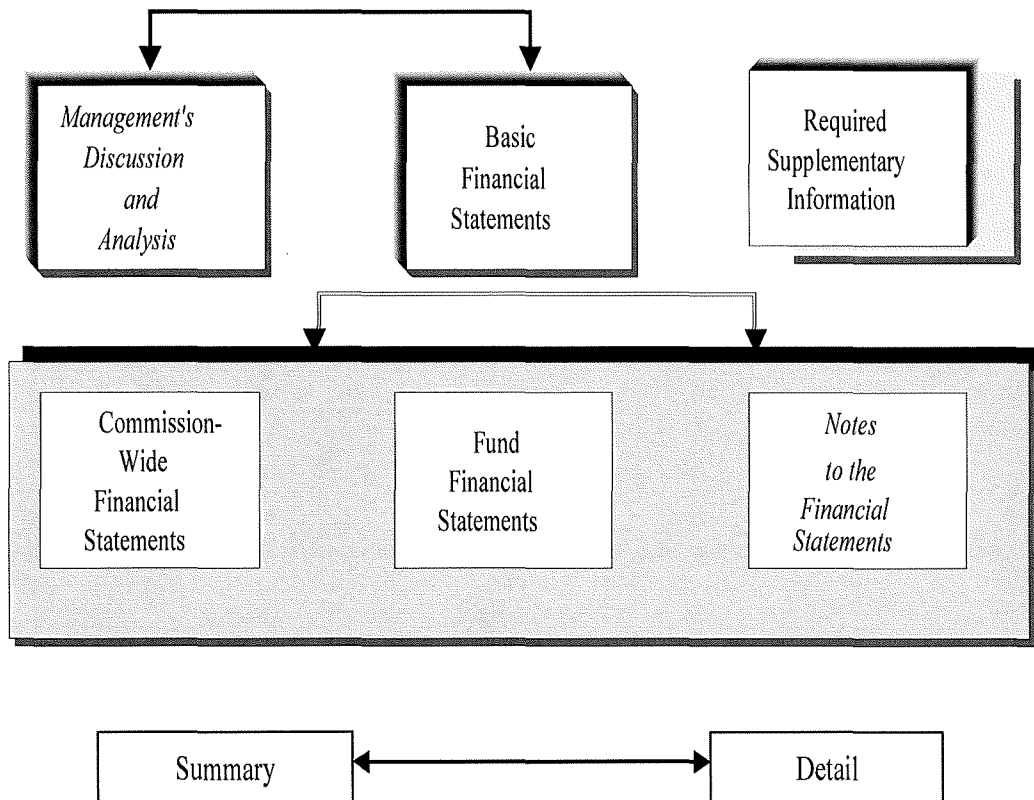 Management's
Discussion
and
Analysis
Basic
Financial
Statements
Required
Supplementary
Information
Commission-
Wide
Financial
Statements
Fund
Financial
Statements
Notes
to the
Financial
Statements
Summary
Detail